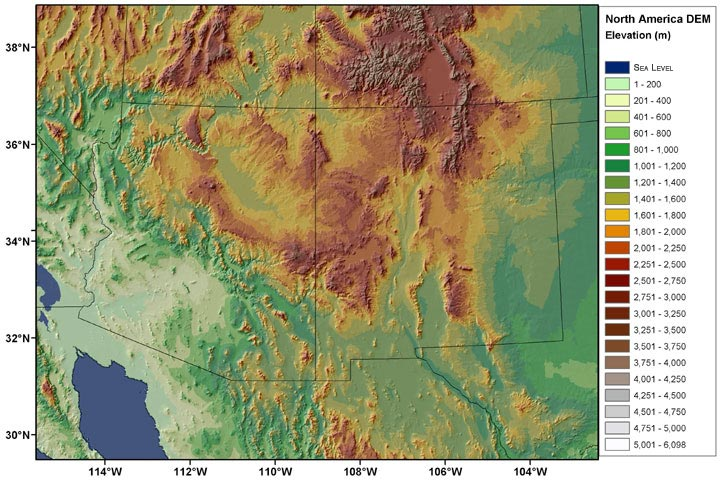 North America DEM
Elevation (m)
SEA LEVEL
1 - 200
201 - 400
401 - 600
601 - 800
801 - 1,000
1,001 - 1,200
1,201 - 1,400
1,401 - 1,600
1,601 - 1,800
1,801 - 2,000
2,001 - 2,250
2,251 - 2,500
2,501 - 2,750
2,751 - 3,000
3,001 - 3,250
3,251 - 3,500
3,501 - 3,750
3,751 - 4,000
4,001 - 4,250
4,251 - 4,500
4,501 - 4,750
4,751 - 5,000
5,001 - 6,098
38°N
36°N
34°N
32°N
30°N
114°W 112°W 110°W 108°W 106°W 104°W